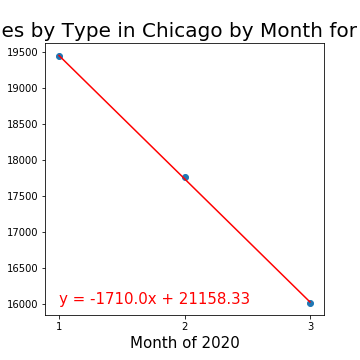 es by Type in Chicago by Month for
19500
19000
18500
18000
17500
17000
16500
16000
y = -1710.0x + 21158.33
1 2 3
Month of 2020